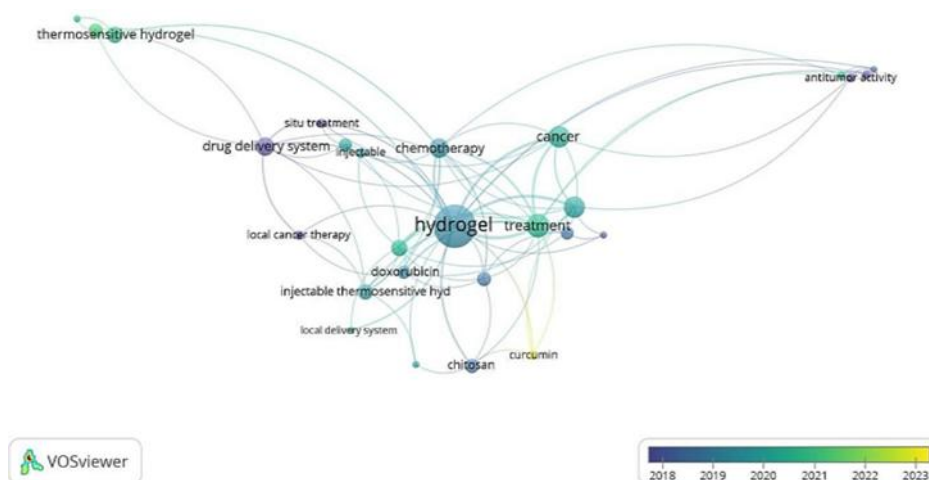 thermosensitive hydrogel
antitumor activity
situ treatment
drug delivery system
injectable
chemotherapy
cancer
hydrogel
treatment
local cancer therapy
doxorubicin
injectable thermosensitive hyd
local delivery system
curcumin
chitosan
VOSviewer
2018 2019 2020 2021 2022 2023